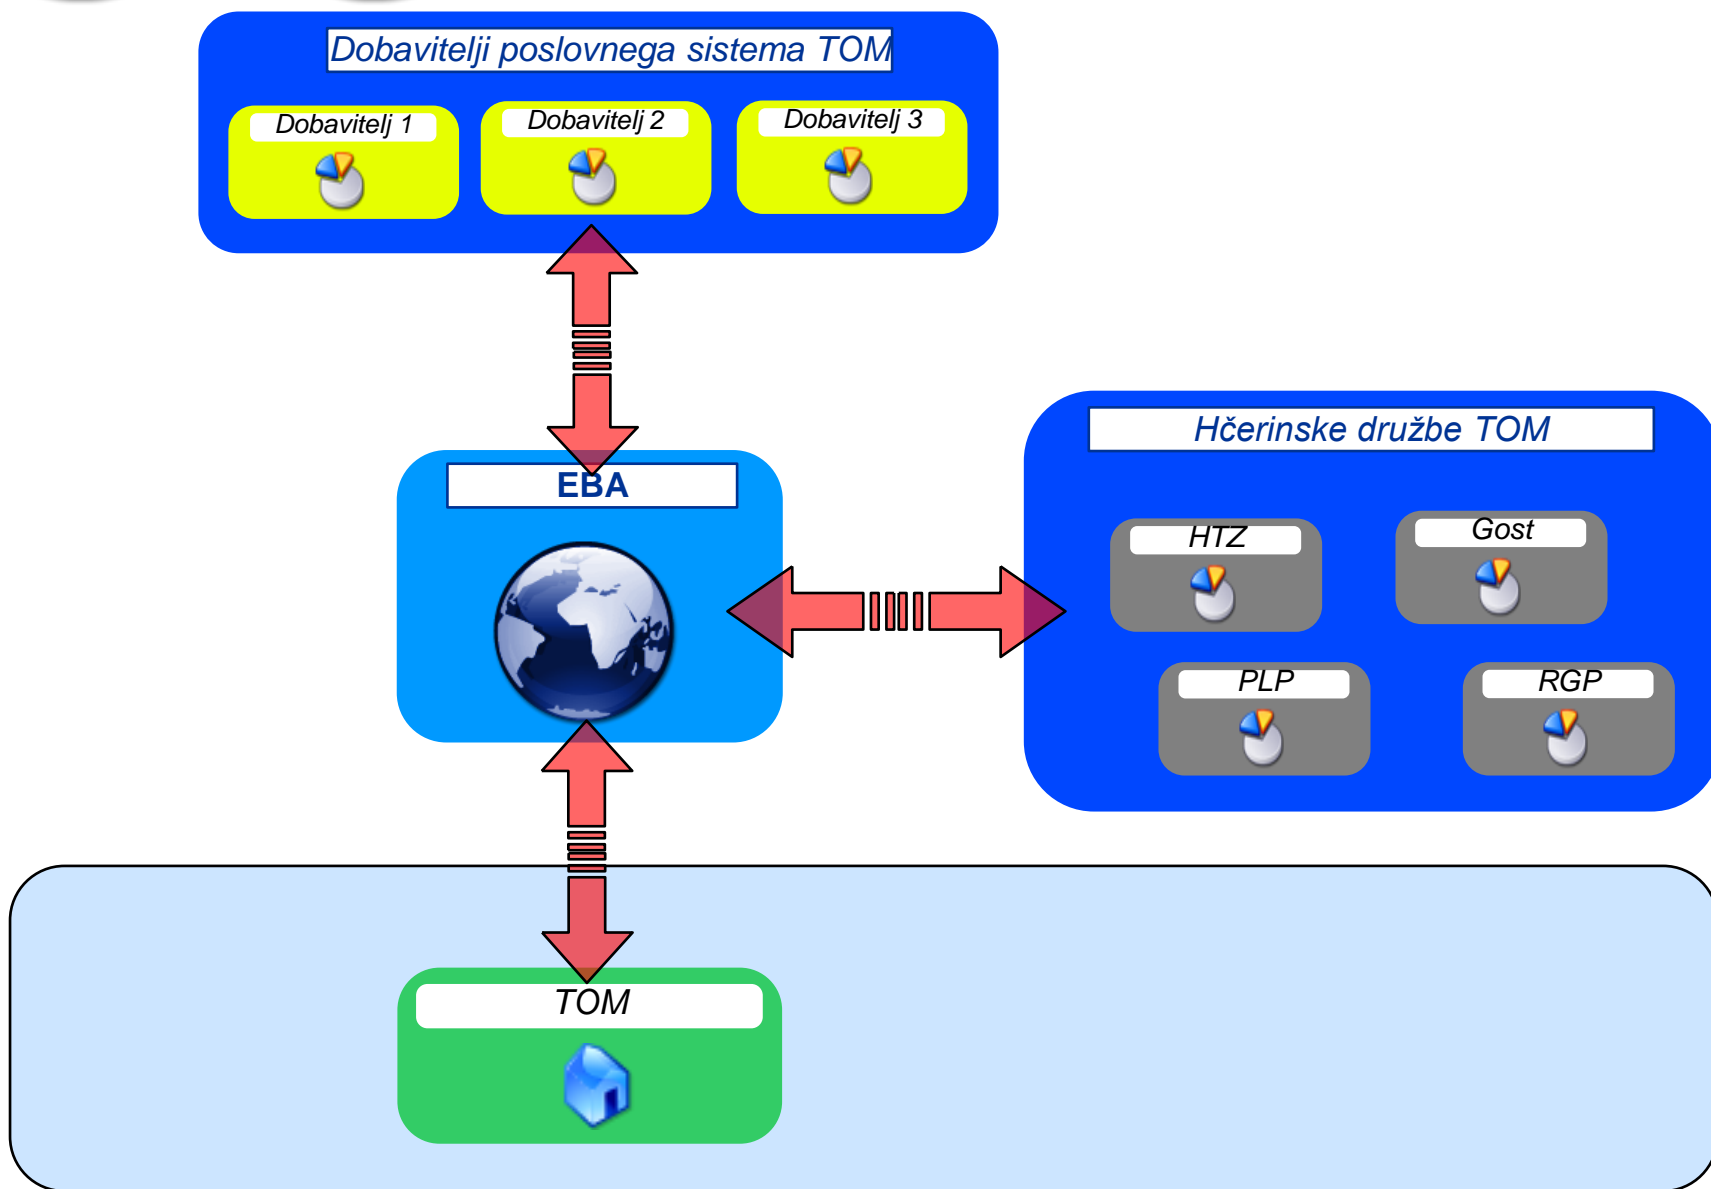 Dobavitelji poslovnega sistema TOM
Dobavitelj 1
Dobavitelj 2
Dobavitelj 3
EBA
Hčerinske družbe TOM
HTZ
Gost
PLP
RGP
TOM